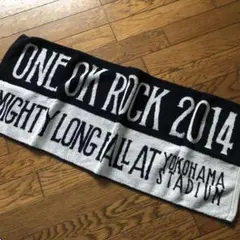 ONE OK ROCK 2014
MIGHTY LONG FALL AT YOKOHAMA
STADIUM